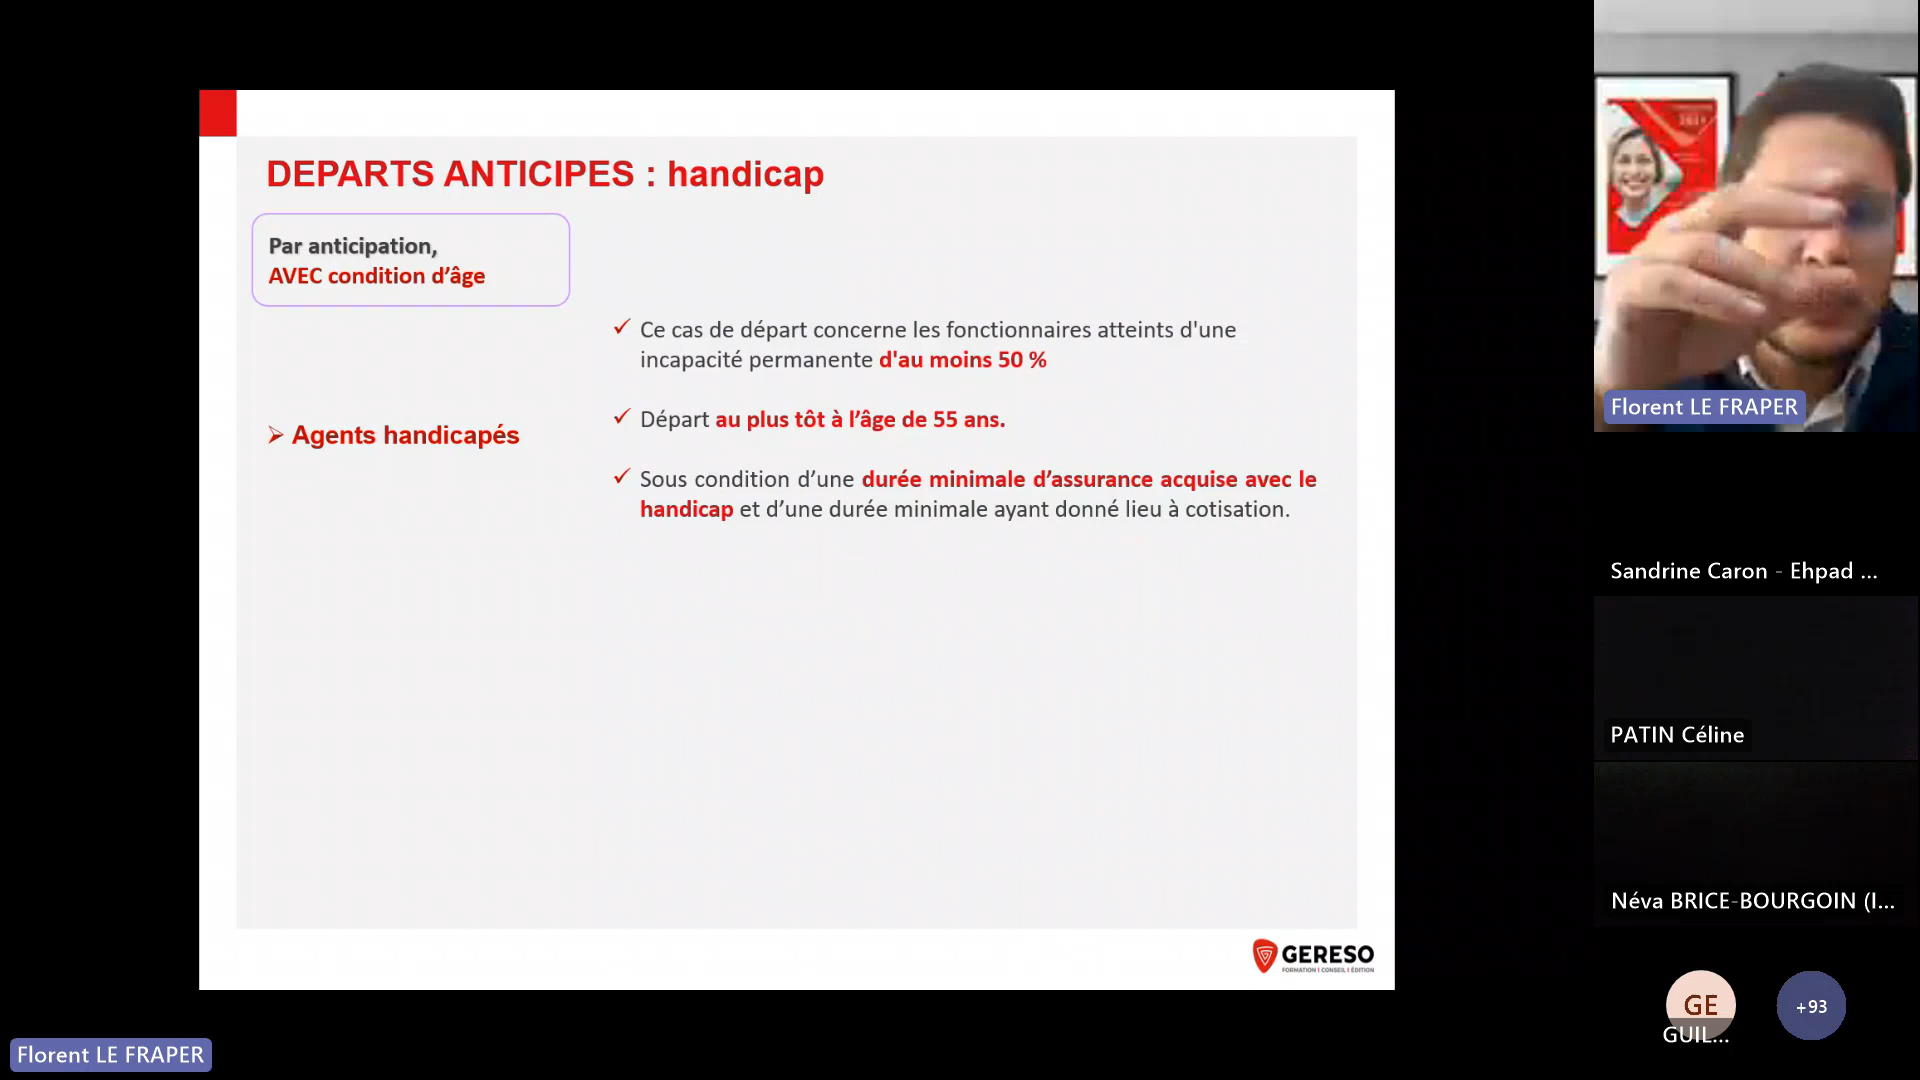 DEPARTS ANTICIPES : handicap
Par anticipation,
AVEC condition d’âge
Ce cas de départ concerne les fonctionnaires atteints d'une
incapacité permanente d'au moins 50 %
Départ au plus tôt à l’âge de 55 ans.
Agents handicapés
Sous condition d’une durée minimale d’assurance acquise avec le
handicap et d’une durée minimale ayant donné lieu à cotisation.
GERESO
FORMATION I CONSEIL I ÉDITION
Florent LE FRAPER
Sandrine Caron - Ehpad ...
PATIN Céline
Néva BRICE-BOURGOIN (I...
GE
GUIL...
+93
Florent LE FRAPER